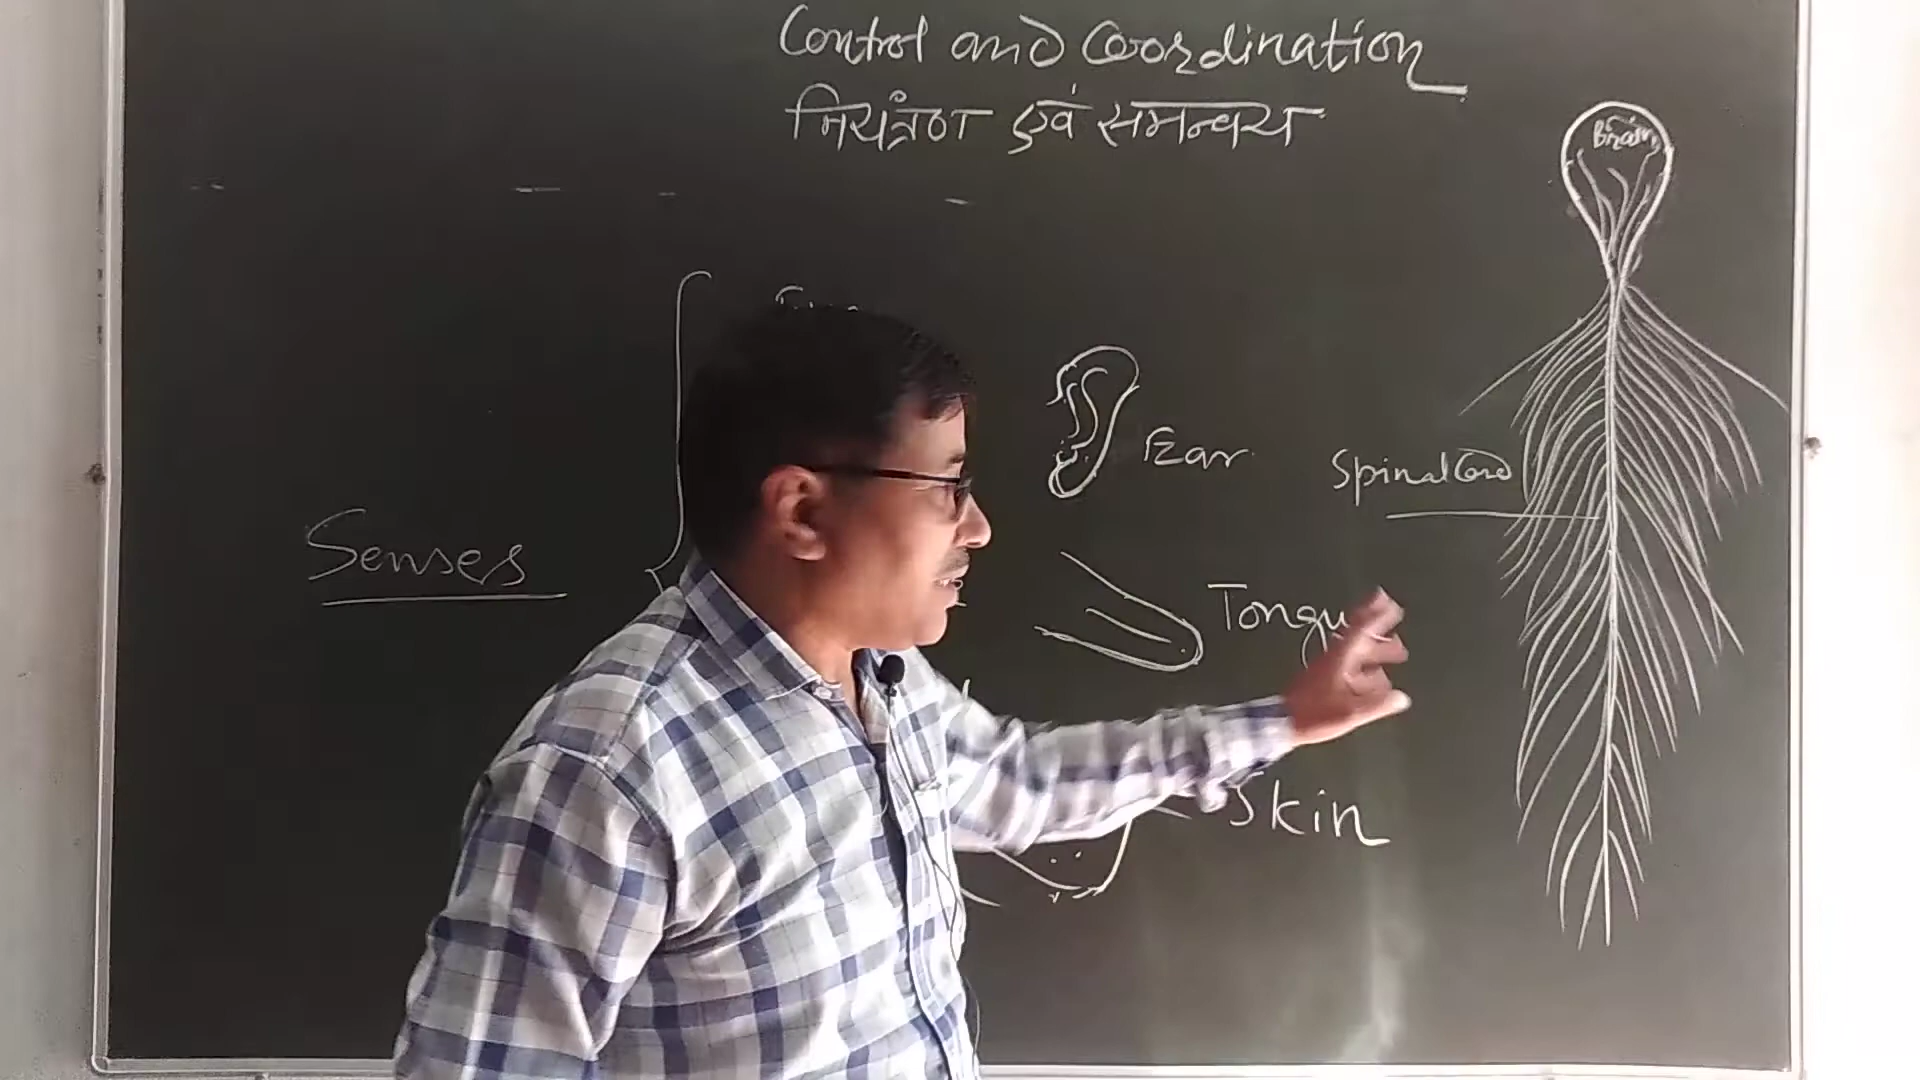 Control and Coordination
नियंत्रण एवं समन्वय
Brain
Ear
Spinal Cord
Senses
Skin